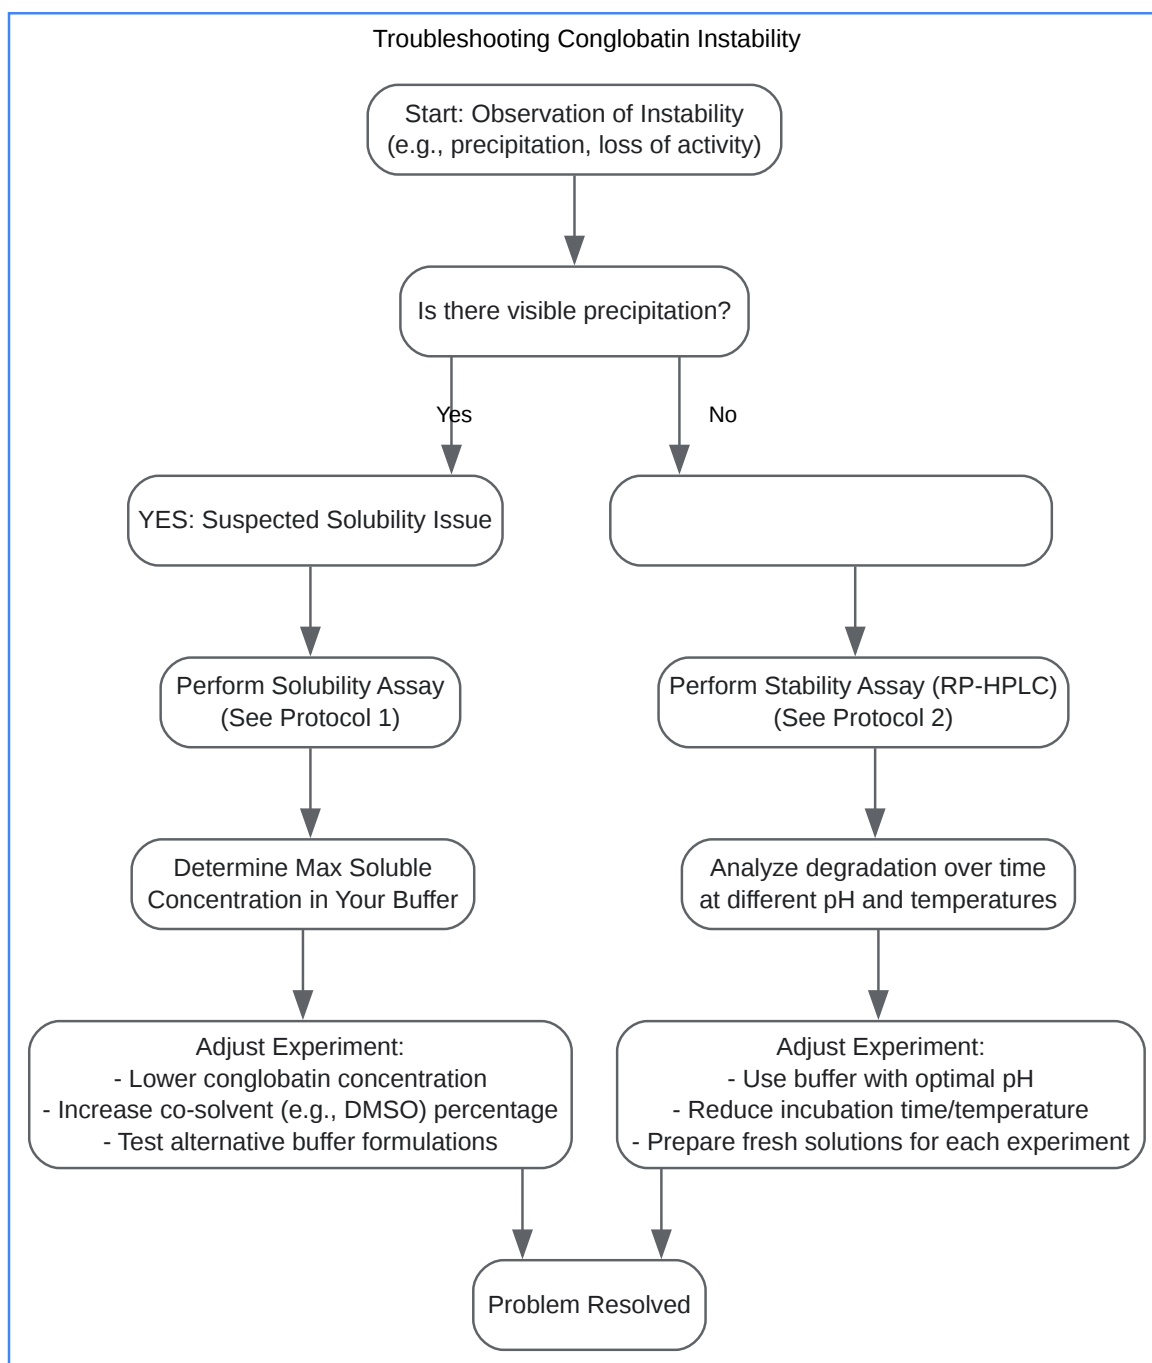 Troubleshooting Conglobatin Instability
Start: Observation of Instability
(e.g., precipitation, loss of activity)
Is there visible precipitation?
Yes
No
YES: Suspected Solubility Issue
Perform Solubility Assay
(See Protocol 1)
Perform Stability Assay (RP-HPLC)
(See Protocol 2)
Determine Max Soluble
Concentration in Your Buffer
Analyze degradation over time
at different pH and temperatures
Adjust Experiment:
- Lower conglobatin concentration
- Increase co-solvent (e.g., DMSO) percentage
- Test alternative buffer formulations
Adjust Experiment:
- Use buffer with optimal pH
- Reduce incubation time/temperature
- Prepare fresh solutions for each experiment
Problem Resolved